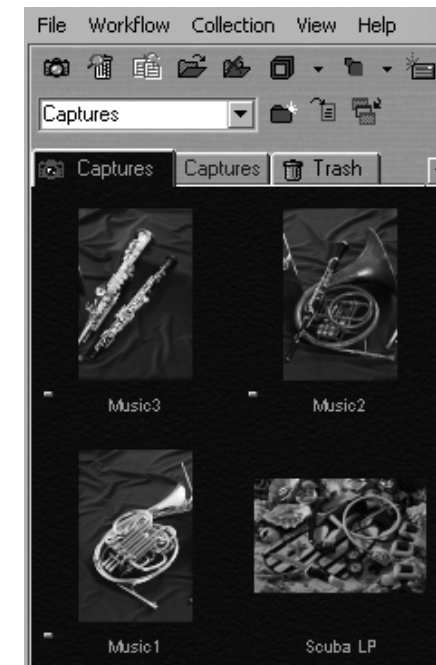 File Workflow Collection View Help
Captures
Captures Captures Trash
Music3 Music2
Music1 Scuba LP